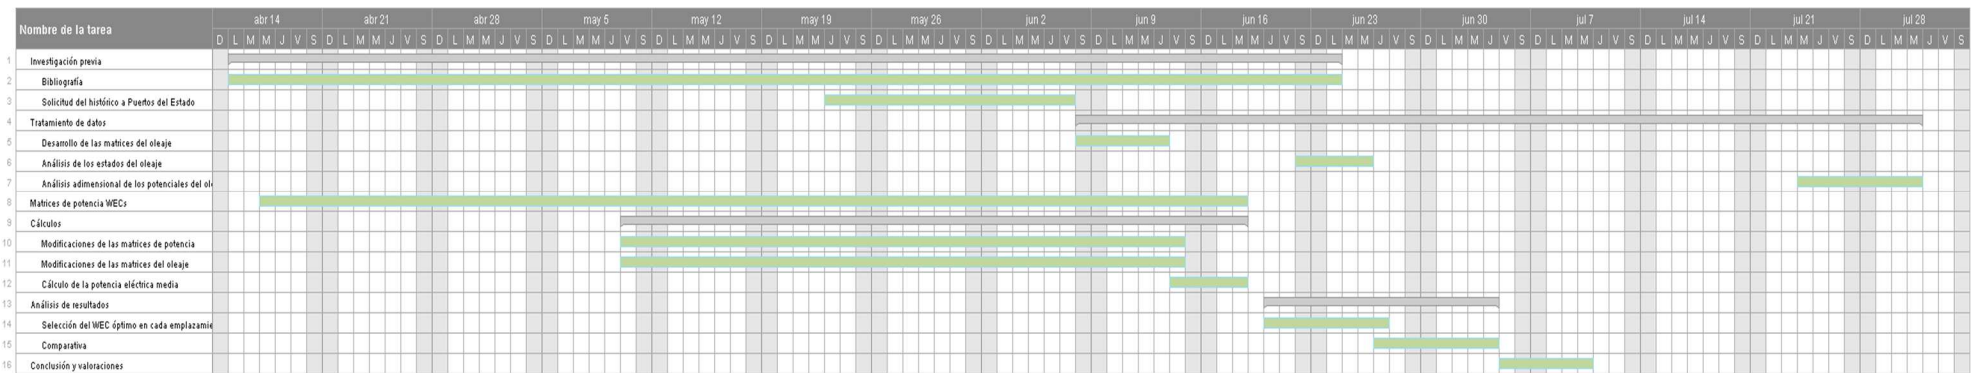 Nombre de la tarea
abr 14 abr 21 abr 28 may 5 may 12 may 19 may 26 jun 2 jun 9 jun 16 jun 23 jun 30 jul 7 jul 14 jul 21 jul 28
D L M M J V S D L M M J V S D L M M J V S D L M M J V S D L M M J V S D L M M J V S D L M M J V S D L M M J V S D L M M J V S D L M M J V S D L M M J V S D L M M J V S D L M M J V S D L M M J V S D L M M J V S D L M M J V S
1 Investigación previa
2 Bibliografía
3 Solicitud del histórico a Puertos del Estado
4 Tratamiento de datos
5 Desarrollo de las matrices del oleaje
6 Análisis de los estados del oleaje
7 Análisis adimensional de los potenciales del ole
8 Matrices de potencia WECs
9 Cálculos
10 Modificaciones de las matrices de potencia
11 Modificaciones de las matrices del oleaje
12 Cálculo de la potencia eléctrica media
13 Análisis de resultados
14 Selección del WEC óptimo en cada emplazamie
15 Comparativa
16 Conclusión y valoraciones